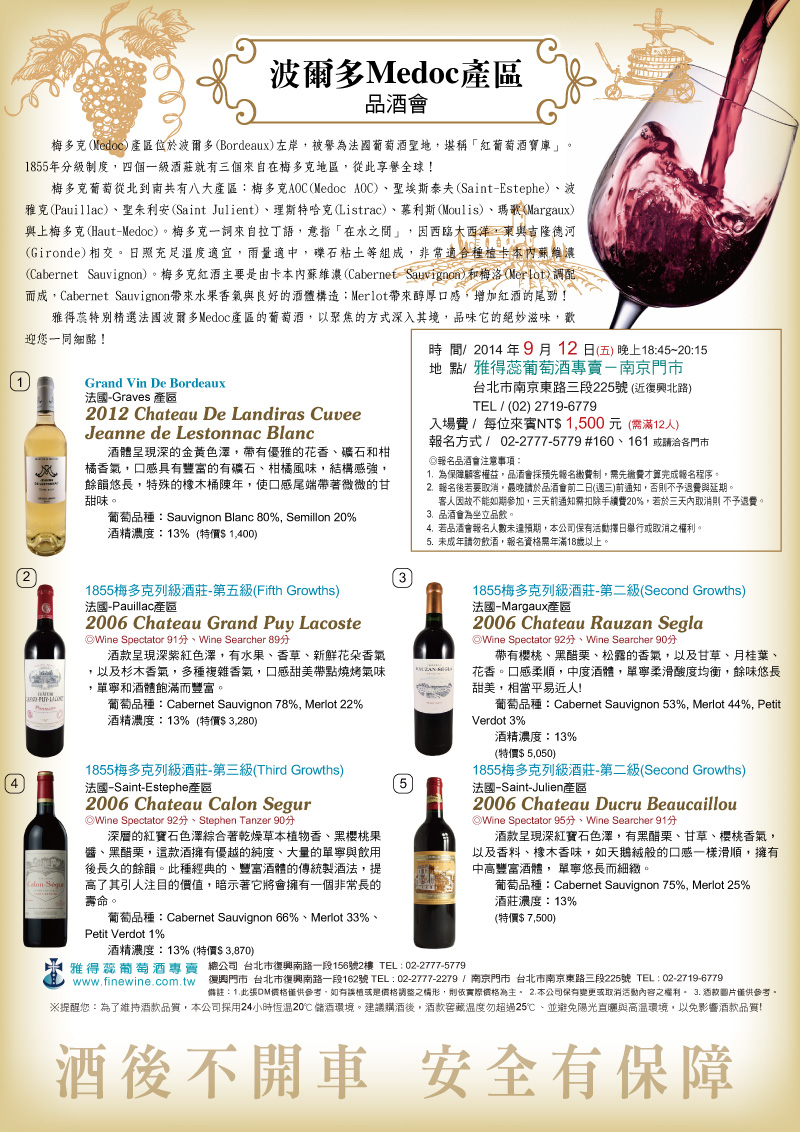 波爾多Medoc產區
品酒會
梅多克(Medoc)產區位於波爾多(Bordeaux)左岸，被譽為法國葡萄酒聖地，堪稱「紅葡萄酒寶庫」。
1855年分級制度，四個一級酒莊就有三個來自在梅多克地區，從此享譽全球！
梅多克葡萄從北到南共有八大產區：梅多克AOC(Medoc AOC)、聖埃斯泰夫(Saint-Estephe)、波
雅克(Pauillac)、聖朱利安(Saint Julient)、理斯特哈克(Listrac)、慕利斯(Moulis)、瑪歌(Margaux)
與上梅多克(Haut-Medoc)。梅多克一詞來自拉丁語，意指「在水之間」，因西臨大西洋，東與吉隆德河
(Gironde)相交。日照充足溫度適宜，雨量適中，礫石粘土等組成，非常適合種植卡本內蘇維濃
(Cabernet Sauvignon)。梅多克紅酒主要是由卡本內蘇維濃(Cabernet Sauvignon)和梅洛(Merlot)調配
而成，Cabernet Sauvignon帶來水果香氣與良好的酒體構造；Merlot帶來醇厚口感，增加紅酒的尾勁！
雅得蕊特別精選法國波爾多Medoc產區的葡萄酒，以聚焦的方式深入其境，品味它的絕妙滋味，歡
迎您一同細酩！
時 間/ 2014 年 9 月 12 日(五) 晚上18:45~20:15
地 點/ 雅得蕊葡萄酒專賣－南京門市
台北市南京東路三段225號 (近復興北路)
TEL / (02) 2719-6779
入場費 / 每位來賓NT$ 1,500 元 (需滿12人)
報名方式 / 02-2777-5779 #160、161 或請洽各門市
◎報名品酒會注意事項：
1. 為保障顧客權益，品酒會採預先報名繳費制，需先繳費才算完成報名程序。
2. 報名後若要取消，最晚請於品酒會前二日(週三)前通知，否則不予退費與延期。
客人因故不能如期參加，三天前通知需扣除手續費20%，若於三天內取消則 不予退費。
3. 品酒會為坐立品飲。
4. 若品酒會報名人數未達預期，本公司保有活動擇日舉行或取消之權利。
5. 未成年請勿飲酒，報名資格需年滿18歲以上。
1
Grand Vin De Bordeaux
法國-Graves 產區
2012 Chateau De Landiras Cuvee
Jeanne de Lestonnac Blanc
酒體呈現深的金黃色澤，帶有優雅的花香、礦石和柑
橘香氣，口感具有豐富的有礦石、柑橘風味，結構感強，
餘韻悠長，特殊的橡木桶陳年，使口感尾端帶著微微的甘
甜味。
葡萄品種：Sauvignon Blanc 80%, Semillon 20%
酒精濃度：13% (特價$ 1,400)
2
1855梅多克列級酒莊-第五級(Fifth Growths)
法國-Pauillac產區
2006 Chateau Grand Puy Lacoste
◎Wine Spectator 91分、Wine Searcher 89分
酒款呈現深紫紅色澤，有水果、香草、新鮮花朵香氣
，以及杉木香氣，多種複雜香氣，口感甜美帶點燒烤氣味
，單寧和酒體飽滿而豐富。
葡萄品種：Cabernet Sauvignon 78%, Merlot 22%
酒精濃度：13% (特價$ 3,280)
3
1855梅多克列級酒莊-第二級(Second Growths)
法國-Margaux產區
2006 Chateau Rauzan Segla
◎Wine Spectator 92分、Wine Searcher 90分
帶有櫻桃、黑醋栗、松露的香氣，以及甘草、月桂葉、
花香。口感柔順，中度酒體，單寧柔滑酸度均衡，餘味悠長
甜美，相當平易近人!
葡萄品種：Cabernet Sauvignon 53%, Merlot 44%, Petit
Verdot 3%
酒精濃度：13%
(特價$ 5,050)
4
1855梅多克列級酒莊-第三級(Third Growths)
法國-Saint-Estephe產區
2006 Chateau Calon Segur
◎Wine Spectator 92分、Stephen Tanzer 90分
深層的紅寶石色澤綜合著乾燥草本植物香、黑櫻桃果
醬、黑醋栗，這款酒擁有優越的純度、大量的單寧與飲用
後長久的餘韻。此種經典的、豐富酒體的傳統製酒法，提
高了其引人注目的價值，暗示著它將會擁有一個非常長的
壽命。
葡萄品種：Cabernet Sauvignon 66%、Merlot 33%、
Petit Verdot 1%
酒精濃度：13% (特價$ 3,870)
5
1855梅多克列級酒莊-第二級(Second Growths)
法國-Saint-Julien產區
2006 Chateau Ducru Beaucaillou
◎Wine Spectator 95分、Wine Searcher 91分
酒款呈現深紅寶石色澤，有黑醋栗、甘草、櫻桃香氣，
以及香料、橡木香味，如天鵝絨般的口感一樣滑順，擁有
中高豐富酒體， 單寧悠長而細緻。
葡萄品種：Cabernet Sauvignon 75%, Merlot 25%
酒莊濃度：13%
(特價$ 7,500)
雅得蕊葡萄酒專賣
www.finewine.com.tw
總公司 台北市復興南路一段156號2樓 TEL : 02-2777-5779
復興門市 台北市復興南路一段162號 TEL : 02-2777-2279 / 南京門市 台北市南京東路三段225號 TEL : 02-2719-6779
備註：1.此張DM價格僅供參考，如有誤植或是價格調整之情形，則依實際價格為主。 2.本公司保有變更或取消活動內容之權利。 3. 酒款圖片僅供參考。
※提醒您：為了維持酒款品質，本公司採用24小時恆溫20℃ 儲酒環境。建議購酒後，酒款窖藏溫度勿超過25℃ 、並避免陽光直曬與高溫環境，以免影響酒款品質!
酒後不開車 安全有保障